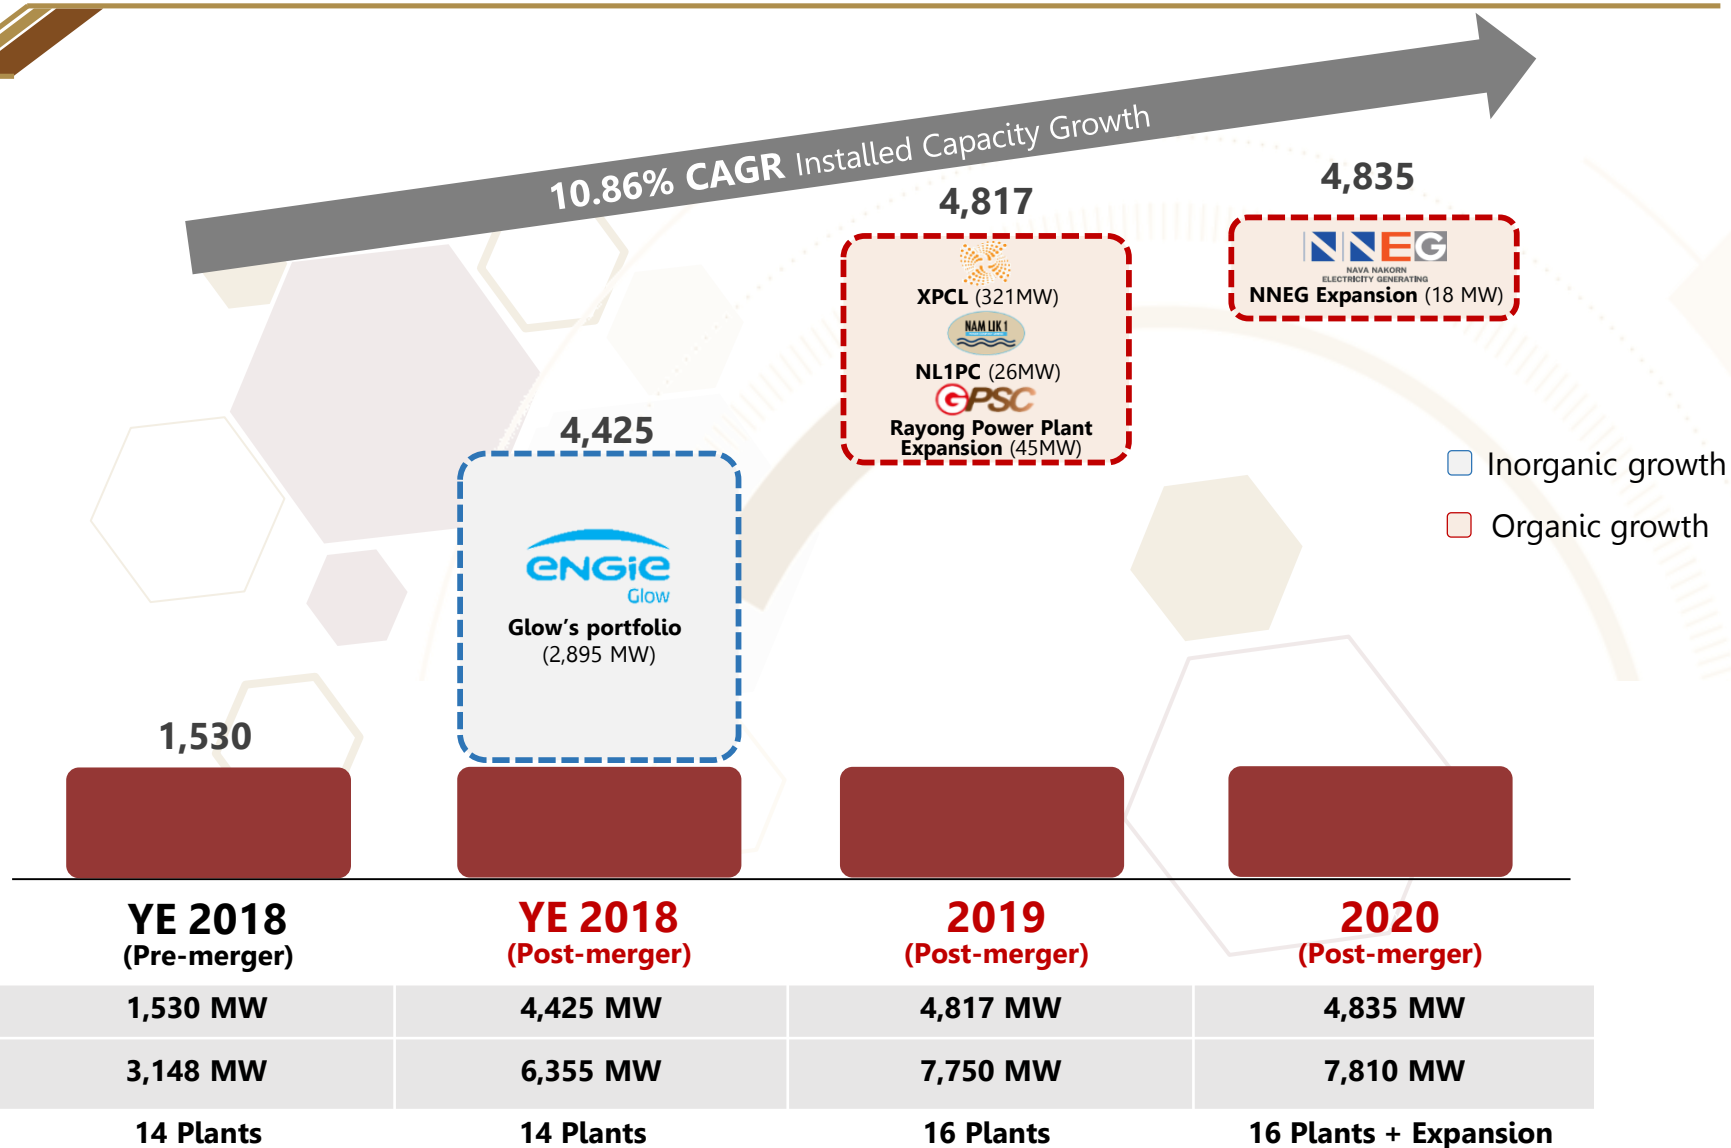 10.86% CAGR Installed Capacity Growth
4,835
4,817
NNEG
NAVA NAKORN
ELECTRICITY GENERATING
NNEG Expansion (18 MW)
XPCL (321MW)
NAM LIK 1
NL1PC (26MW)
GPSC
Rayong Power Plant
Expansion (45MW)
4,425
Inorganic growth
Organic growth
ENGIE
Glow
Glow's portfolio
(2,895 MW)
1,530
YE 2018 YE 2018 2019 2020
(Pre-merger) (Post-merger) (Post-merger) (Post-merger)
1,530 MW 4,425 MW 4,817 MW 4,835 MW
3,148 MW 6,355 MW 7,750 MW 7,810 MW
14 Plants 14 Plants 16 Plants 16 Plants + Expansion